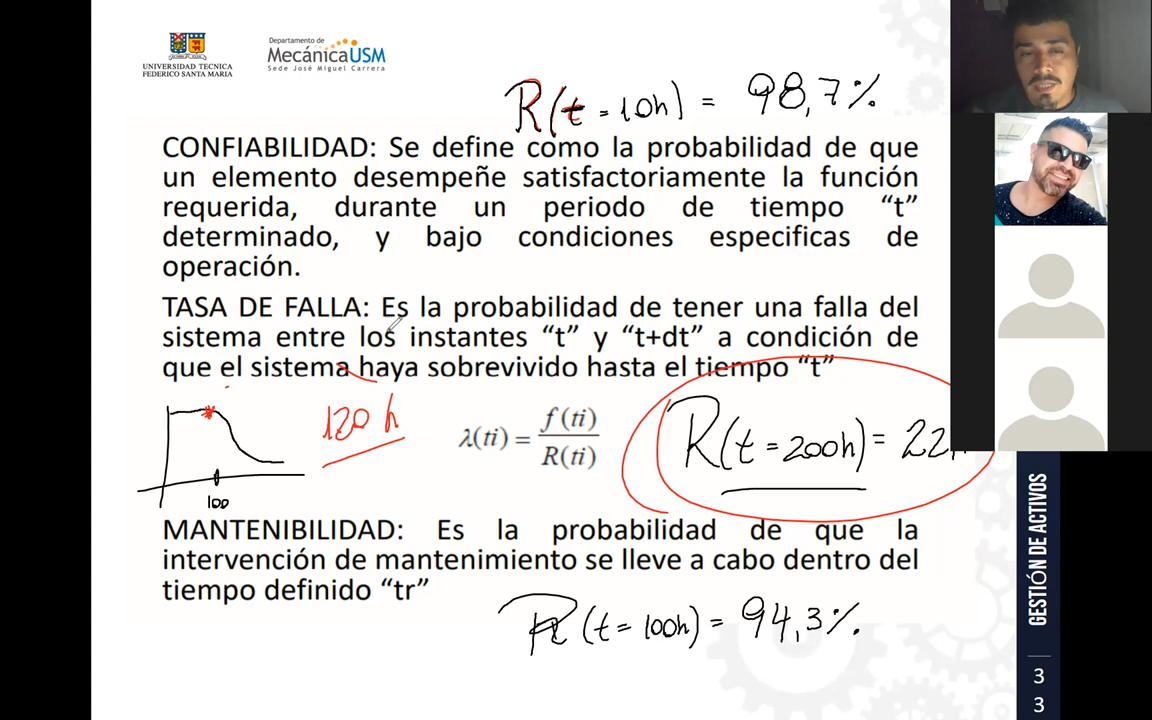 UNIVERSIDAD TECNICA
FEDERICO SANTA MARIA
Departamento de
MecánicaUSM
Sede José Miguel Carrera
R(t = 10h) = 98,7%
CONFIABILIDAD: Se define como la probabilidad de que
un elemento desempeñe satisfactoriamente la función
requerida, durante un periodo de tiempo “t”
determinado, y bajo condiciones especificas de
operación.
TASA DE FALLA: Es la probabilidad de tener una falla del
sistema entre los instantes “t” y “t+dt” a condición de
que el sistema haya sobrevivido hasta el tiempo “t”
120 h
100
λ(ti) = f(ti) / R(ti)
R(t = 200h) = 22
MANTENIBILIDAD: Es la probabilidad de que la
intervención de mantenimiento se lleve a cabo dentro del
tiempo definido “tr”
R(t = 100h) = 94,3%.
GESTIÓN DE ACTIVOS
3
3